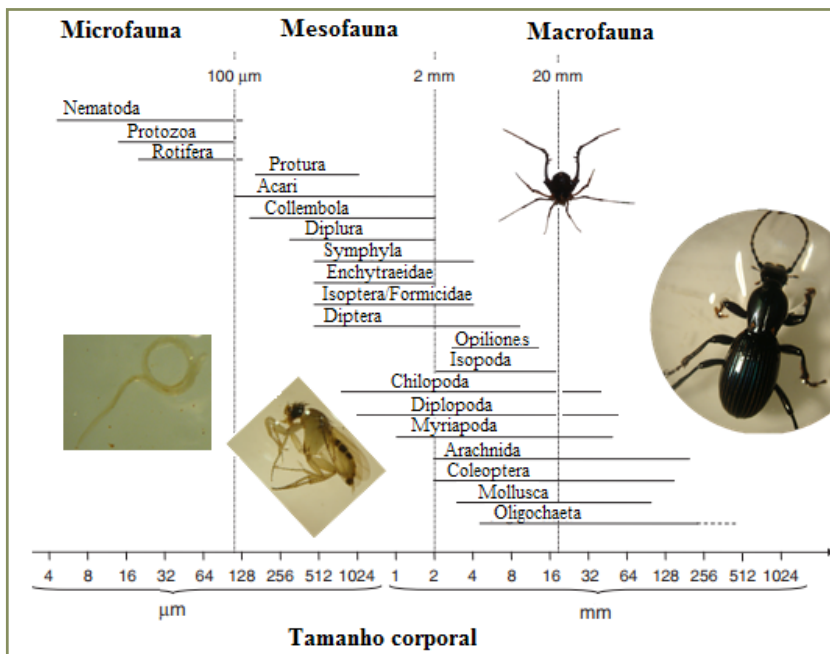 Microfauna Mesofauna Macrofauna
100 µm 2 mm 20 mm
Nematoda
Protozoa
Rotifera
Protura
Acari
Collembola
Diplura
Symphyla
Enchytraeidae
Isoptera/Formicidae
Diptera
Opiliones
Isopoda
Chilopoda
Diplopoda
Myriapoda
Arachnida
Coleoptera
Mollusca
Oligochaeta
4 8 16 32 64 128 256 512 1024 1 2 4 8 16 32 64 128 256 512 1024
µm mm
Tamanho corporal